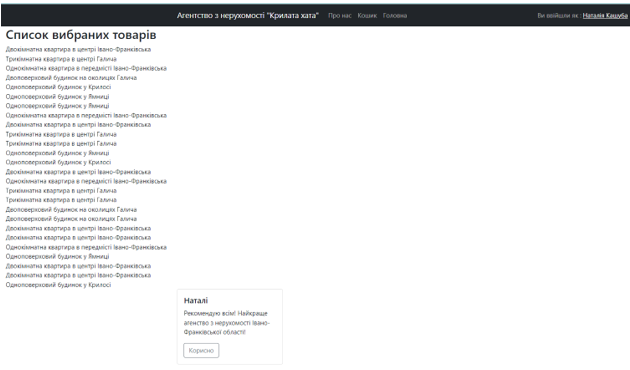 Агентство з нерухомості "Крилата хата" Про нас Кошик Головна Ви ввійшли як: Наталія Кашуба
Список вибраних товарів
Двокімнатна квартира в центрі Івано-Франківська
Трикімнатна квартира в центрі Галича
Однокімнатна квартира в передмісті Івано-Франківська
Двоповерховий будинок на околицях Галича
Одноповерховий будинок у Крилосі
Одноповерховий будинок у Ямниці
Одноповерховий будинок у Ямниці
Однокімнатна квартира в передмісті Івано-Франківська
Двокімнатна квартира в центрі Івано-Франківська
Трикімнатна квартира в центрі Галича
Трикімнатна квартира в центрі Галича
Одноповерховий будинок у Ямниці
Одноповерховий будинок у Крилосі
Двокімнатна квартира в центрі Івано-Франківська
Однокімнатна квартира в передмісті Івано-Франківська
Трикімнатна квартира в центрі Галича
Трикімнатна квартира в центрі Галича
Двоповерховий будинок на околицях Галича
Двоповерховий будинок на околицях Галича
Двокімнатна квартира в центрі Івано-Франківська
Двокімнатна квартира в центрі Івано-Франківська
Однокімнатна квартира в передмісті Івано-Франківська
Одноповерховий будинок у Ямниці
Двокімнатна квартира в центрі Івано-Франківська
Двокімнатна квартира в центрі Івано-Франківська
Одноповерховий будинок у Крилосі
Наталі
Рекомендую всім! Найкраще
агенство з нерухомості Івано-
Франківської області!
Корисно